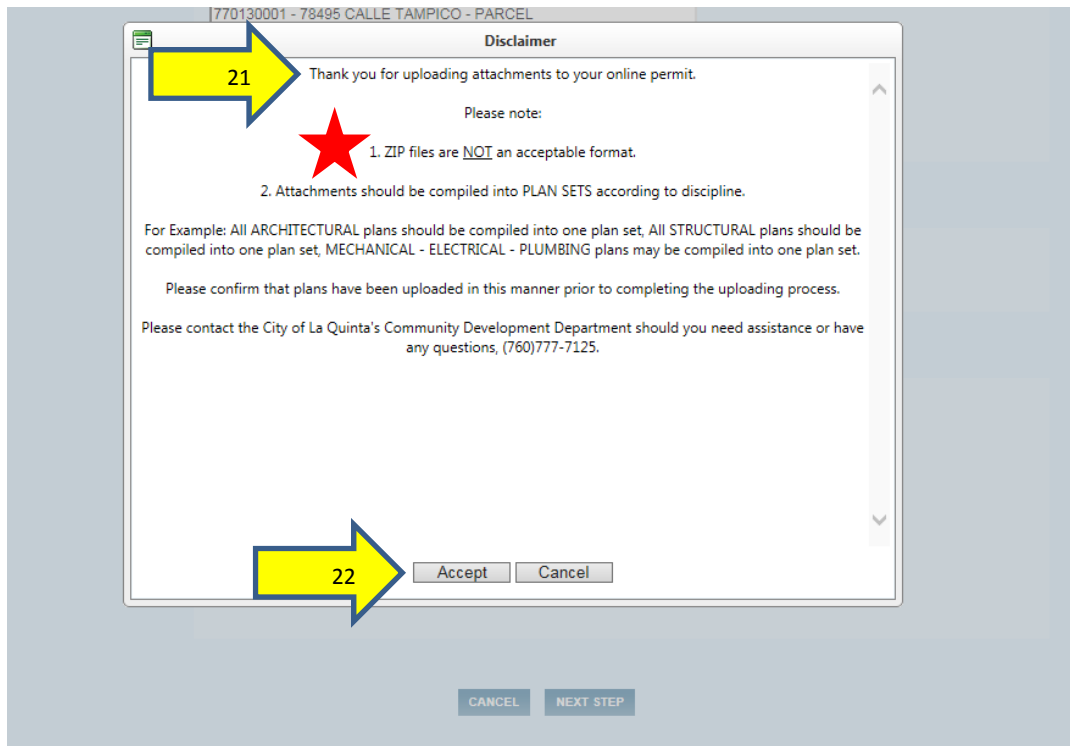 770130001 - 78495 CALLE TAMPICO - PARCEL
Disclaimer
21
Thank you for uploading attachments to your online permit.
Please note:
1. ZIP files are NOT an acceptable format.
2. Attachments should be compiled into PLAN SETS according to discipline.
For Example: All ARCHITECTURAL plans should be compiled into one plan set, All STRUCTURAL plans should be
compiled into one plan set, MECHANICAL - ELECTRICAL - PLUMBING plans may be compiled into one plan set.
Please confirm that plans have been uploaded in this manner prior to completing the uploading process.
Please contact the City of La Quinta's Community Development Department should you need assistance or have
any questions, (760)777-7125.
22
Accept Cancel
CANCEL NEXT STEP